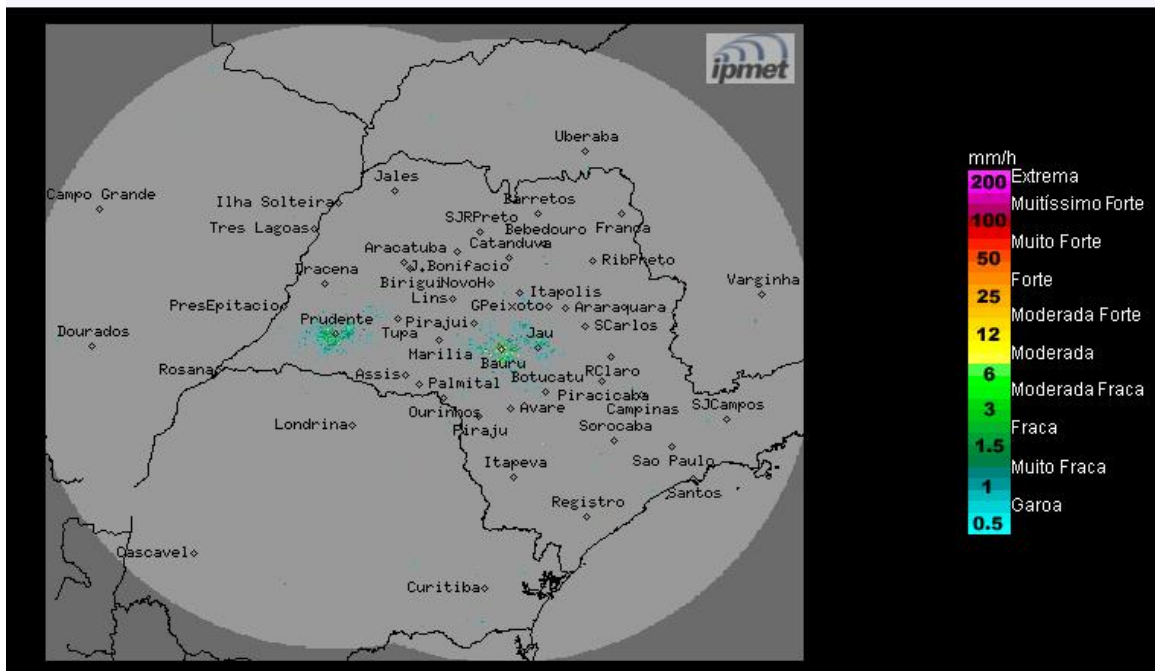 ipmet
Uberaba
Campo Grande
Jales
Ilha Solteira
Barretos
SJRPreto
Tres Lagoas
Bebedouro
Franca
Aracatuba
Catanduva
Dracena
J.Bonifacio
RibPreto
Birigui
NovoH
Varginha
Lins
Itapolis
PresEpitacio
GPeixoto
Araraquara
Prudente
Pirajui
SCarlos
Dourados
Tupa
Jau
Marilia
Bauru
Rosana
Assis
RClaro
Palmital
Botucatu
Piracicaba
Ourinhos
Avare
Campinas
SJCampos
Londrina
Piraju
Sorocaba
Itapeva
Sao Paulo
Registro
Santos
Cascavel
Curitiba
mm/h
200 Extrema
Muitíssimo Forte
100
Muito Forte
50
Forte
25
Moderada Forte
12
Moderada
6
Moderada Fraca
3
Fraca
1.5
Muito Fraca
1
Garoa
0.5